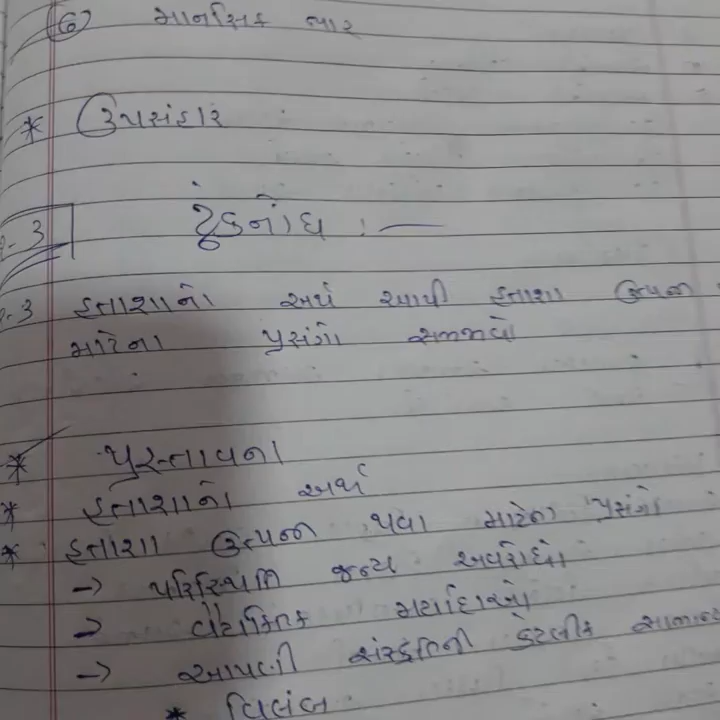 (6) માનસિક ભાર
* ઉપસંહાર
ટૂંકનોંધ :—
-3
.3 હતાશાનો અર્થ આપી હતાશા ઉત્પન્ન
માટેના પ્રસંગો સમજાવો
* પ્રસ્તાવના
* હતાશાનો અર્થ
* હતાશા ઉત્પન્ન થવા માટેના પ્રસંગો
→ પરિસ્થિતિ જન્ય અવરોધો
→ વૈયક્તિક મર્યાદાઓ
→ આપણી સંસ્કૃતિની કેટલીક
* વિલંબ